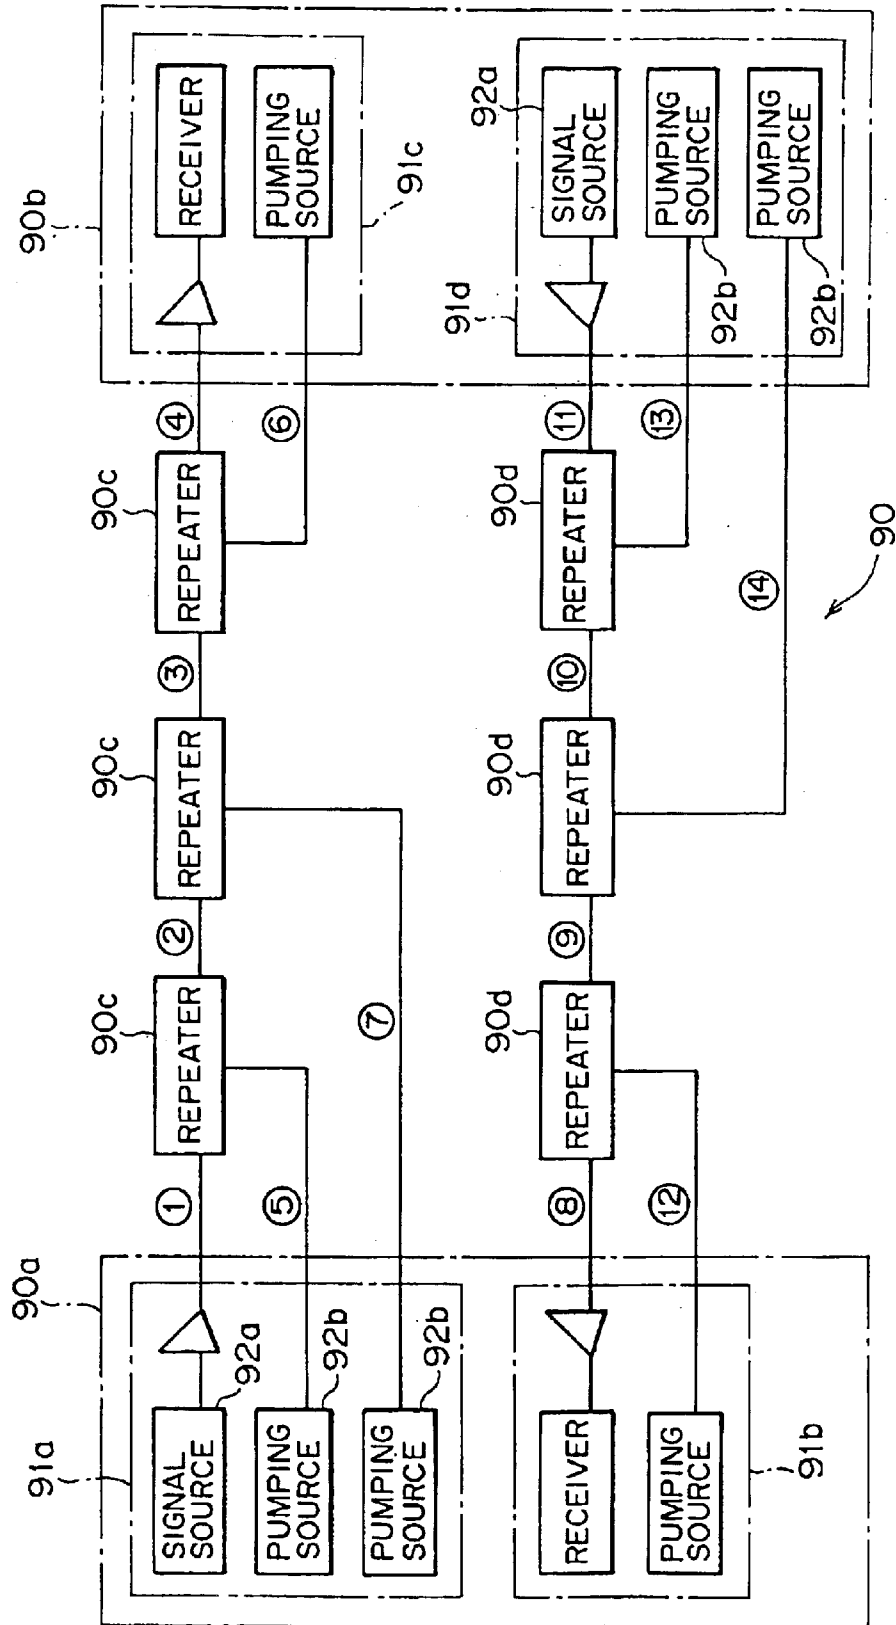 90a
90b
91a
SIGNAL
SOURCE
92a
①
REPEATER
90c
②
REPEATER
90c
③
REPEATER
90c
④
RECEIVER
PUMPING
SOURCE
92b
⑤
⑥
PUMPING
SOURCE
91c
PUMPING
SOURCE
92b
⑦
RECEIVER
⑧
REPEATER
90d
⑨
REPEATER
90d
⑩
REPEATER
90d
⑪
91d
SIGNAL
SOURCE
92a
PUMPING
SOURCE
91b
⑫
⑬
PUMPING
SOURCE
92b
⑭
PUMPING
SOURCE
92b
90